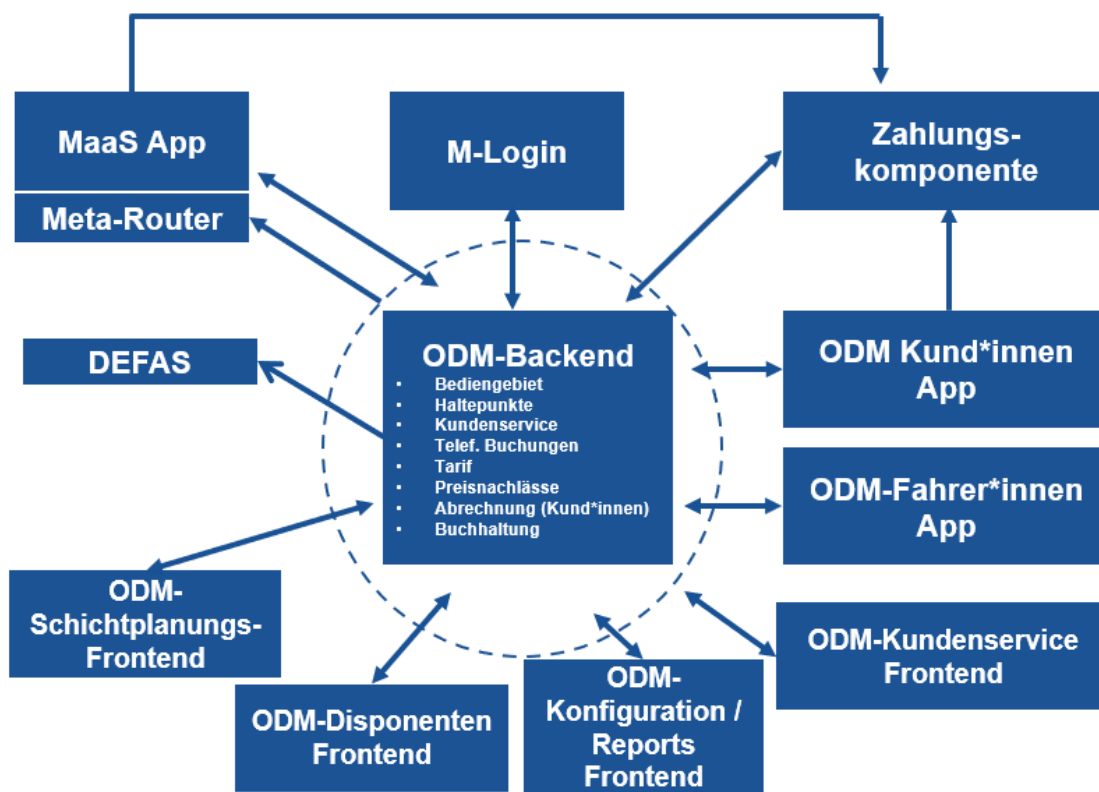 MaaS App
Meta-Router
M-Login
Zahlungs-
komponente
DEFAS
ODM-Backend
▪ Bediengebiet
▪ Haltepunkte
▪ Kundenservice
▪ Telef. Buchungen
▪ Tarif
▪ Preisnachlässe
▪ Abrechnung (Kund*innen)
▪ Buchhaltung
ODM Kund*innen
App
ODM-Fahrer*innen
App
ODM-
Schichtplanungs-
Frontend
ODM-Disponenten
Frontend
ODM-
Konfiguration /
Reports
Frontend
ODM-Kundenservice
Frontend